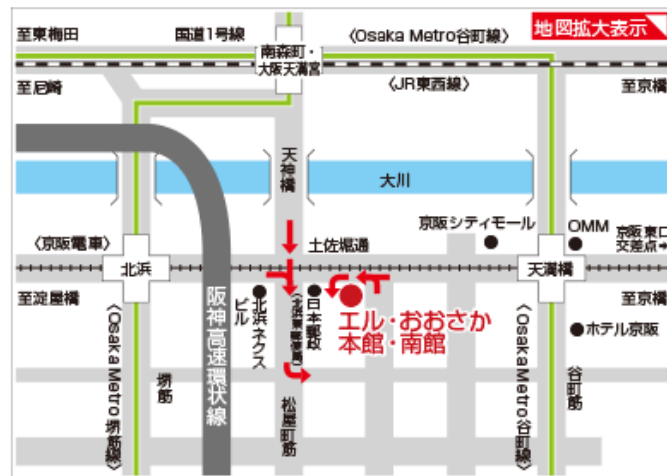 地図拡大表示
至東梅田
国道1号線
南森町・
大阪天満宮
〈Osaka Metro谷町線〉
至尼崎
〈JR東西線〉
至京橋
天神橋
大川
京阪シティモール
OMM
京阪東口
交差点→
〈京阪電車〉
土佐堀通
北浜
天満橋
至淀屋橋
至京橋
北浜ネクス
ビル
日本郵政
(北浜東郵便局)
エル・おおさか
本館・南館
ホテル京阪
阪神高速環状線
〈Osaka Metro 堺筋線〉
堺筋
松屋町筋
〈Osaka Metro谷町線〉
谷町筋